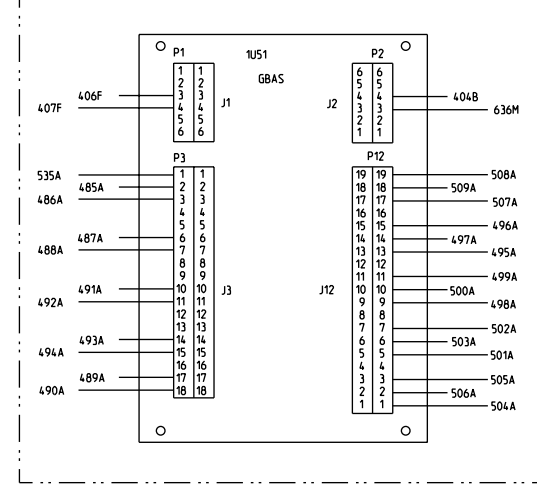 P1 1U51 P2
GBAS
1 1 6 6
2 2 5 5
406F 3 3 J1 J2 4 4 404B
407F 4 4 3 3 636M
5 5 2 2
6 6 1 1
P3 P12
535A 1 1 19 19 508A
485A 2 2 18 18 509A
486A 3 3 17 17 507A
4 4 16 16
5 5 15 15 496A
487A 6 6 14 14 497A
488A 7 7 13 13 495A
8 8 12 12
9 9 11 11 499A
491A 10 10 J3 J12 10 10 500A
492A 11 11 9 9 498A
12 12 8 8
13 13 7 7 502A
493A 14 14 6 6 503A
494A 15 15 5 5 501A
16 16 4 4
489A 17 17 3 3 505A
490A 18 18 2 2 506A
1 1 504A